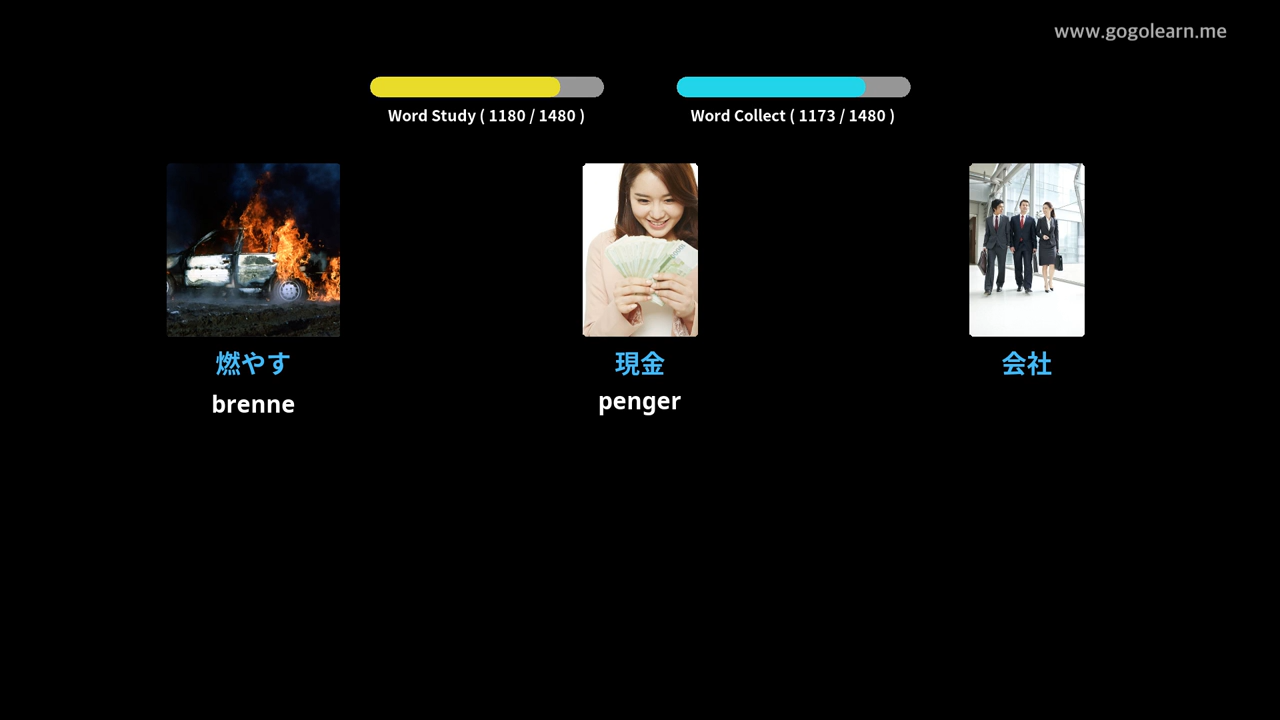 www.gogolearn.me
Word Study ( 1180 / 1480 )
Word Collect ( 1173 / 1480 )
燃やす
brenne
現金
penger
会社